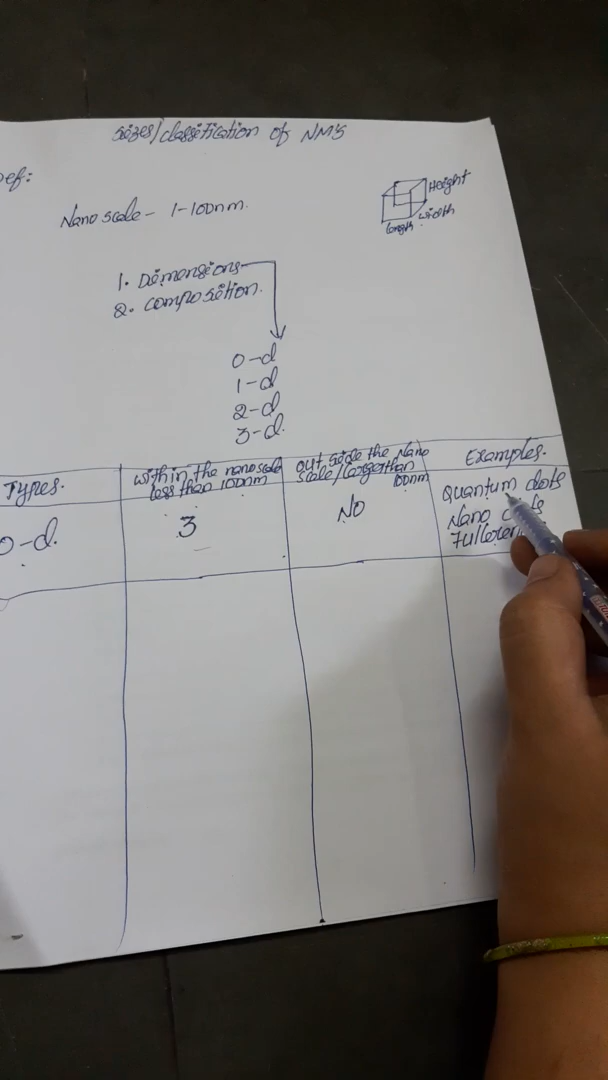 Sizes/classification of NM'S
Def:
Nano scale - 1-100nm.
Height
width
length
1. Dimensions
2. composition.
0-d
1-d
2-d
3-d.
Types.
within the nanoscale
less than 100nm
out side the Nano
scale/larger than
100nm
Examples.
0-d.
3
NO
Quantum dots
Nano